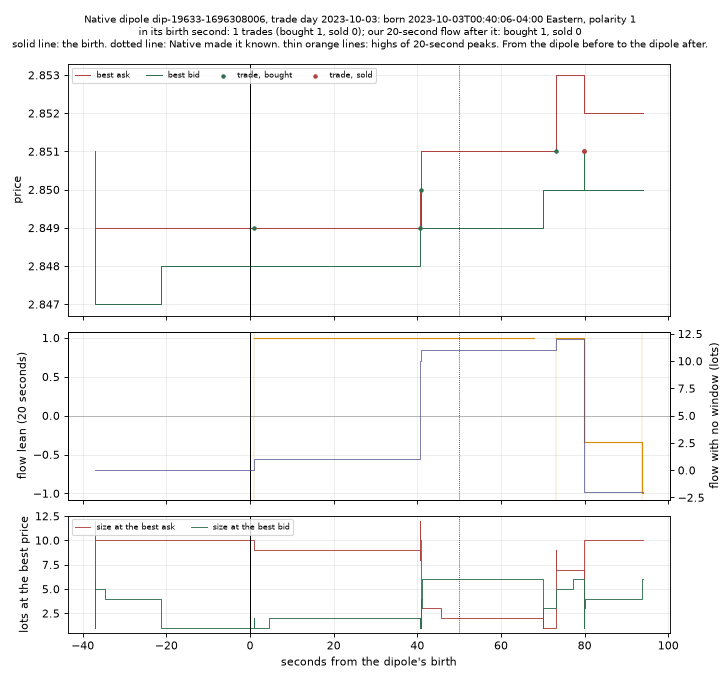 Native dipole dip-19633-1696308006, trade day 2023-10-03: born 2023-10-03T00:40:06-04:00 Eastern, polarity 1
in its birth second: 1 trades (bought 1, sold 0); our 20-second flow after it: bought 1, sold 0
solid line: the birth. dotted line: Native made it known. thin orange lines: highs of 20-second peaks. From the dipole before to the dipole after.
best ask best bid trade, bought trade, sold
2.853
2.852
2.851
2.850
2.849
2.848
2.847
price
1.0
0.5
0.0
−0.5
−1.0
flow lean (20 seconds)
12.5
10.0
7.5
5.0
2.5
0.0
−2.5
flow with no window (lots)
size at the best ask size at the best bid
12.5
10.0
7.5
5.0
2.5
lots at the best price
−40 −20 0 20 40 60 80 100
seconds from the dipole's birth